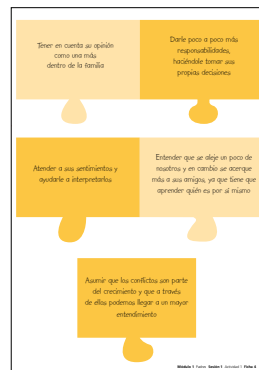 Tener en cuenta su opinión
como una más
dentro de la familia
Darle poco a poco más
responsabilidades,
haciéndole tomar sus
propias decisiones
Atender a sus sentimientos y
ayudarle a interpretarlos
Entender que se aleje un poco de
nosotros y en cambio se acerque
más a sus amigos, ya que tiene que
aprender quién es por sí mismo
Asumir que los conflictos son parte
del crecimiento y que a través
de ellos podemos llegar a un mayor
entendimiento
Módulo 1 Padres Sesión 7 Actividad 1 Ficha 4